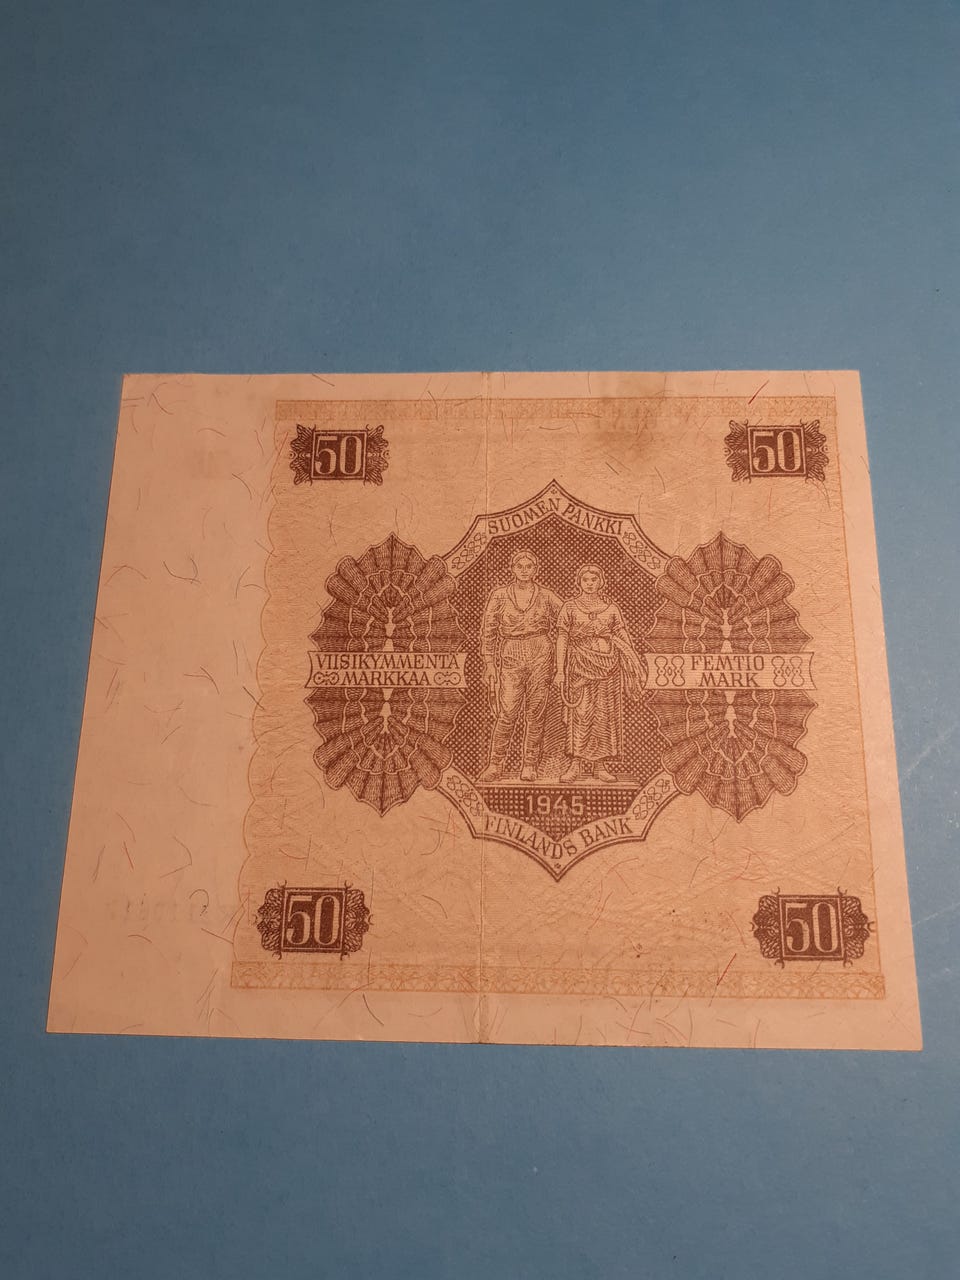 50
50
SUOMEN PANKKI
VIISIKYMMENTÄ
MARKKAA
FEMTIO
MARK
1945
FINLANDS BANK
50
50